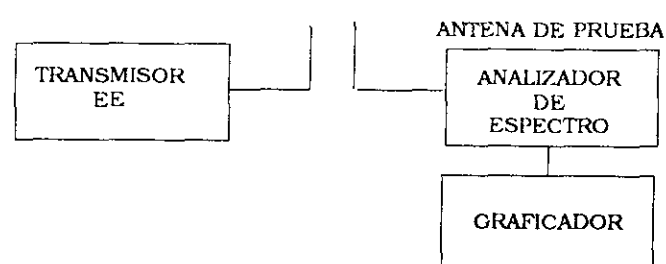 ANTENA DE PRUEBA
TRANSMISOR
EE
ANALIZADOR
DE
ESPECTRO
GRAFICADOR